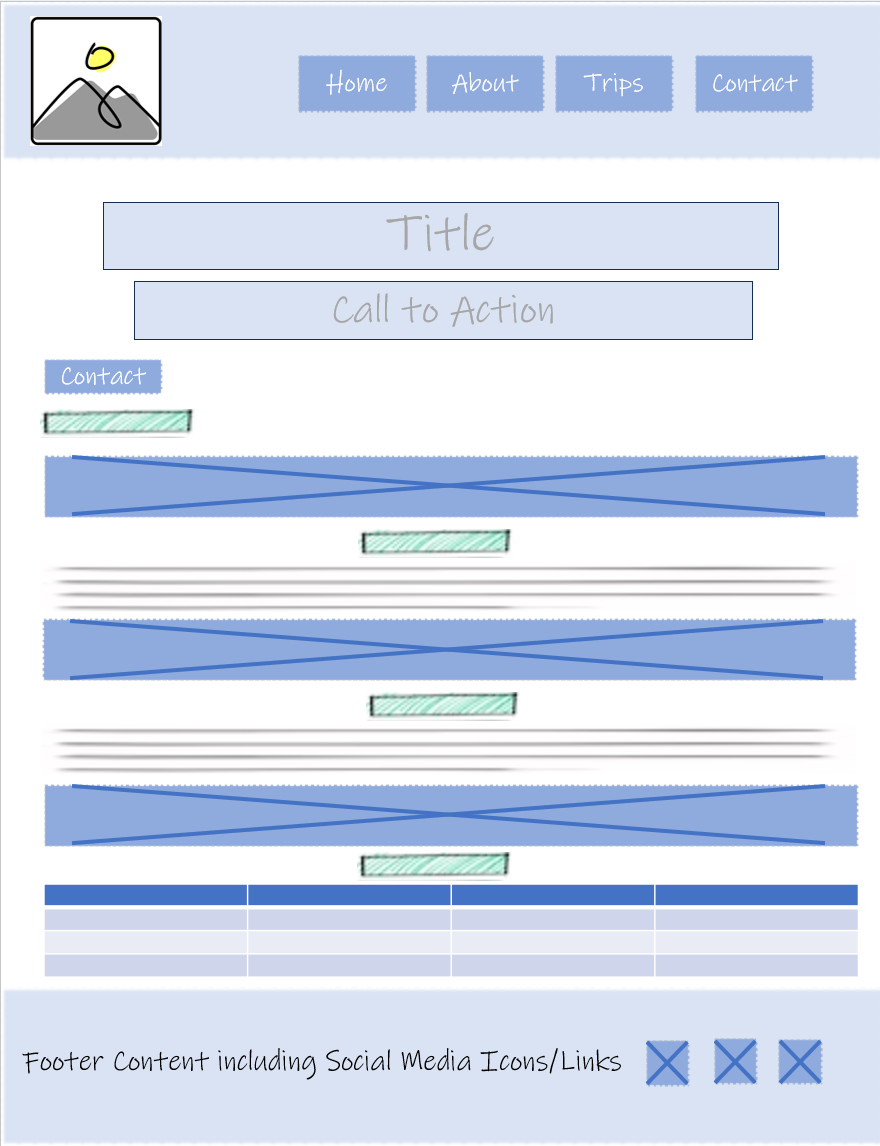 Home
About
Trips
Contact
Title
Call to Action
Contact
Footer Content including Social Media Icons/Links